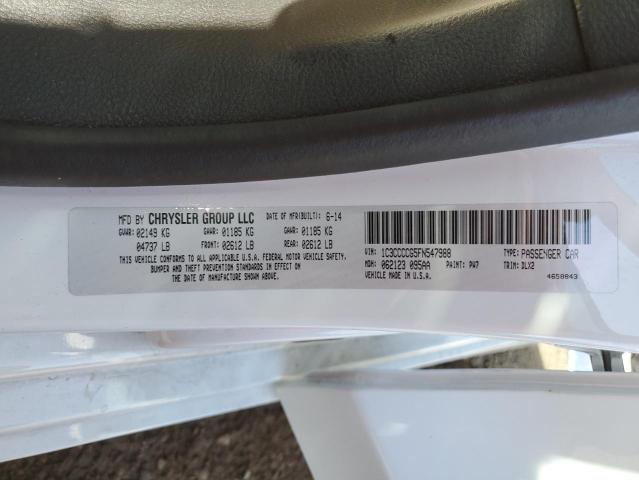 MFD BY CHRYSLER GROUP LLC DATE OF MFR(BUILT): 6-14
GVWR: 02149 KG GAWR: 01185 KG GAWR: 01185 KG
04737 LB FRONT: 02612 LB REAR: 02612 LB
THIS VEHICLE CONFORMS TO ALL APPLICABLE U.S.A. FEDERAL MOTOR VEHICLE SAFETY,
BUMPER AND THEFT PREVENTION STANDARDS IN EFFECT ON
THE DATE OF MANUFACTURE SHOWN ABOVE.
VIN: 1C3CCCCG5FN547988 TYPE: PASSENGER CAR
MDH: 062123 095AA PAINT: PW7 TRIM: DLX2
VEHICLE MADE IN U.S.A. 4658843